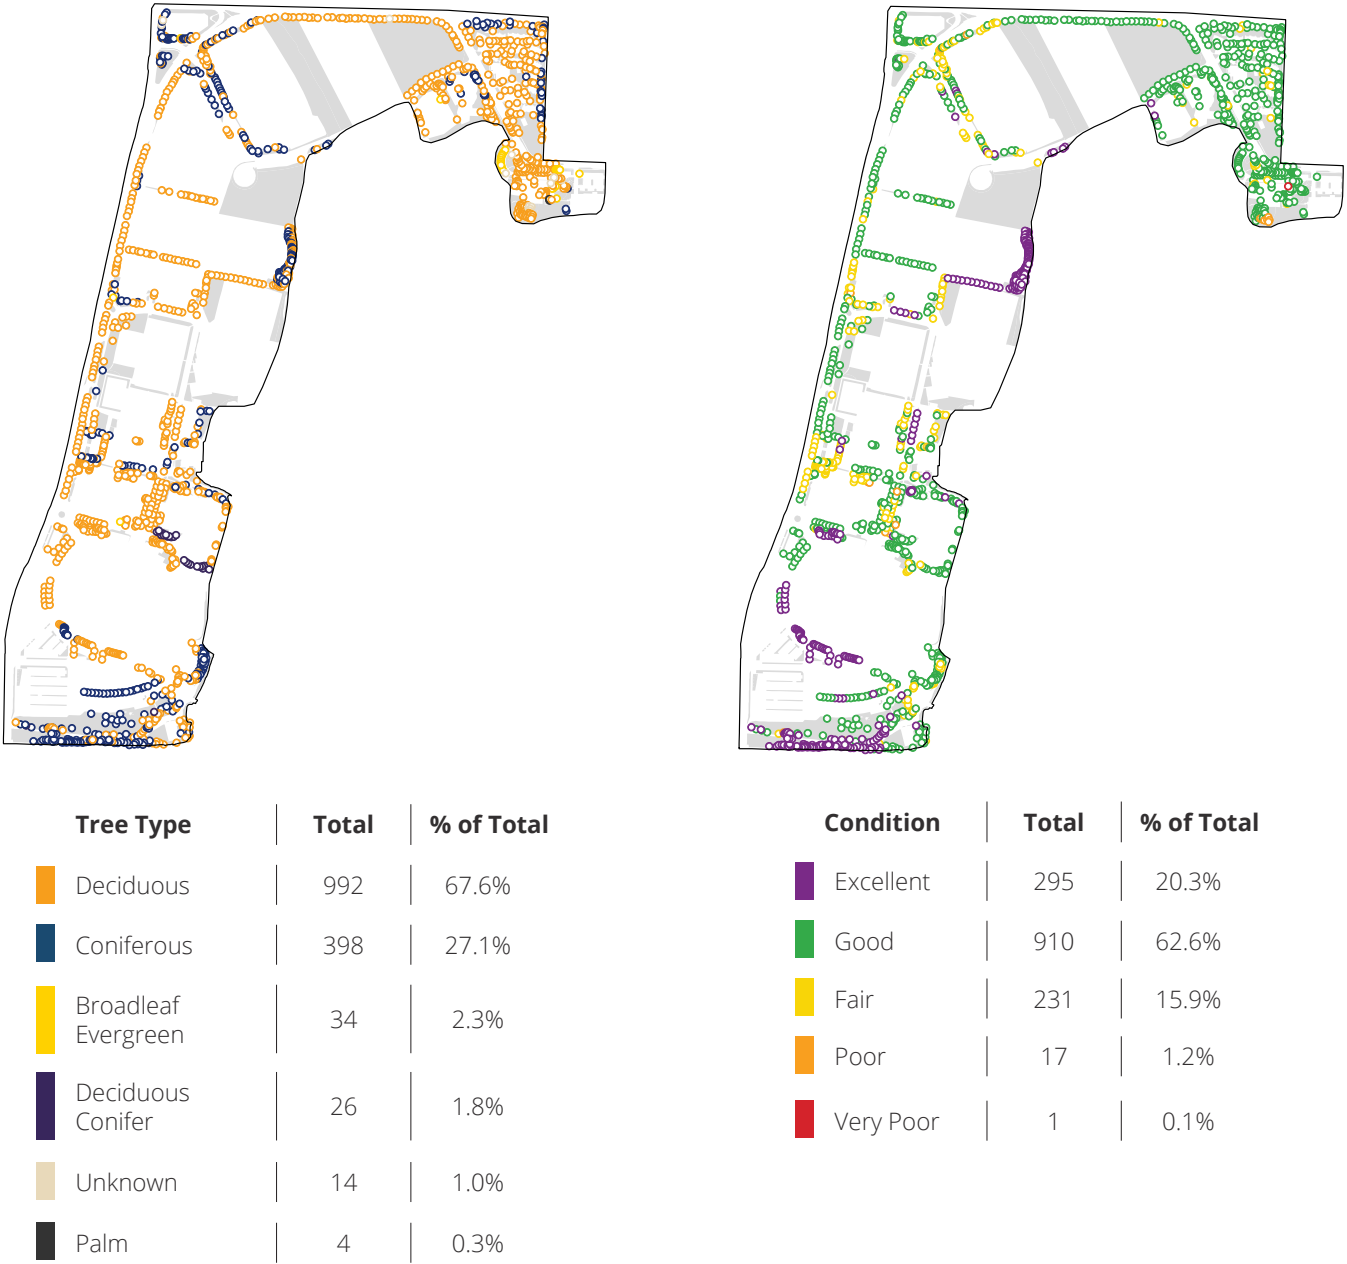 Tree Type Total % of Total
Deciduous 992 67.6%
Coniferous 398 27.1%
Broadleaf
Evergreen 34 2.3%
Deciduous
Conifer 26 1.8%
Unknown 14 1.0%
Palm 4 0.3%
Condition Total % of Total
Excellent 295 20.3%
Good 910 62.6%
Fair 231 15.9%
Poor 17 1.2%
Very Poor 1 0.1%